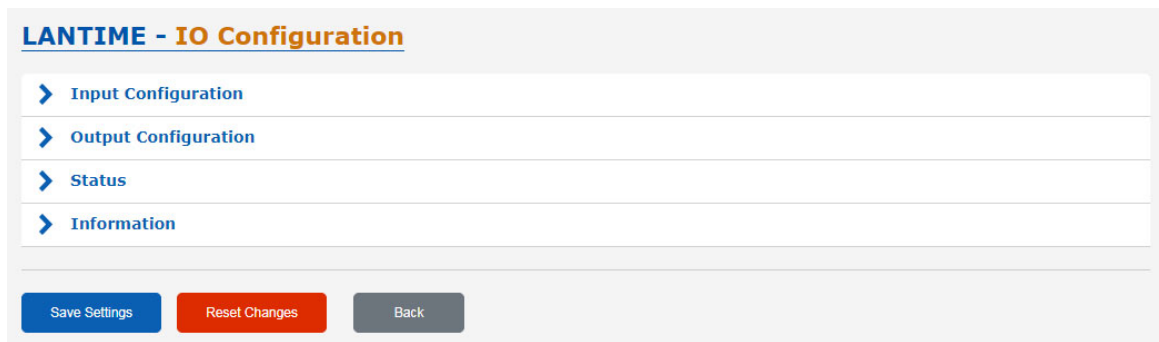 LANTIME - IO Configuration
Input Configuration
Output Configuration
Status
Information
Save Settings Reset Changes Back